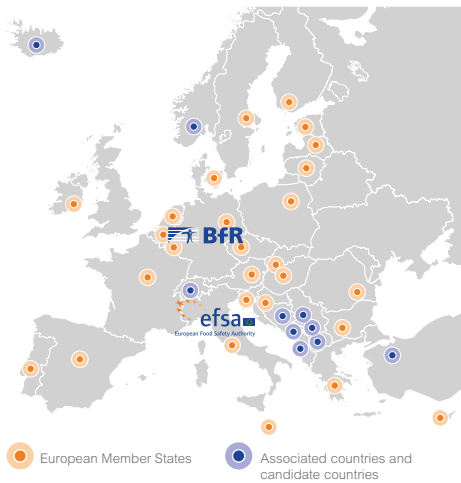 BfR
efsa
European Food Safety Authority
European Member States
Associated countries and
candidate countries